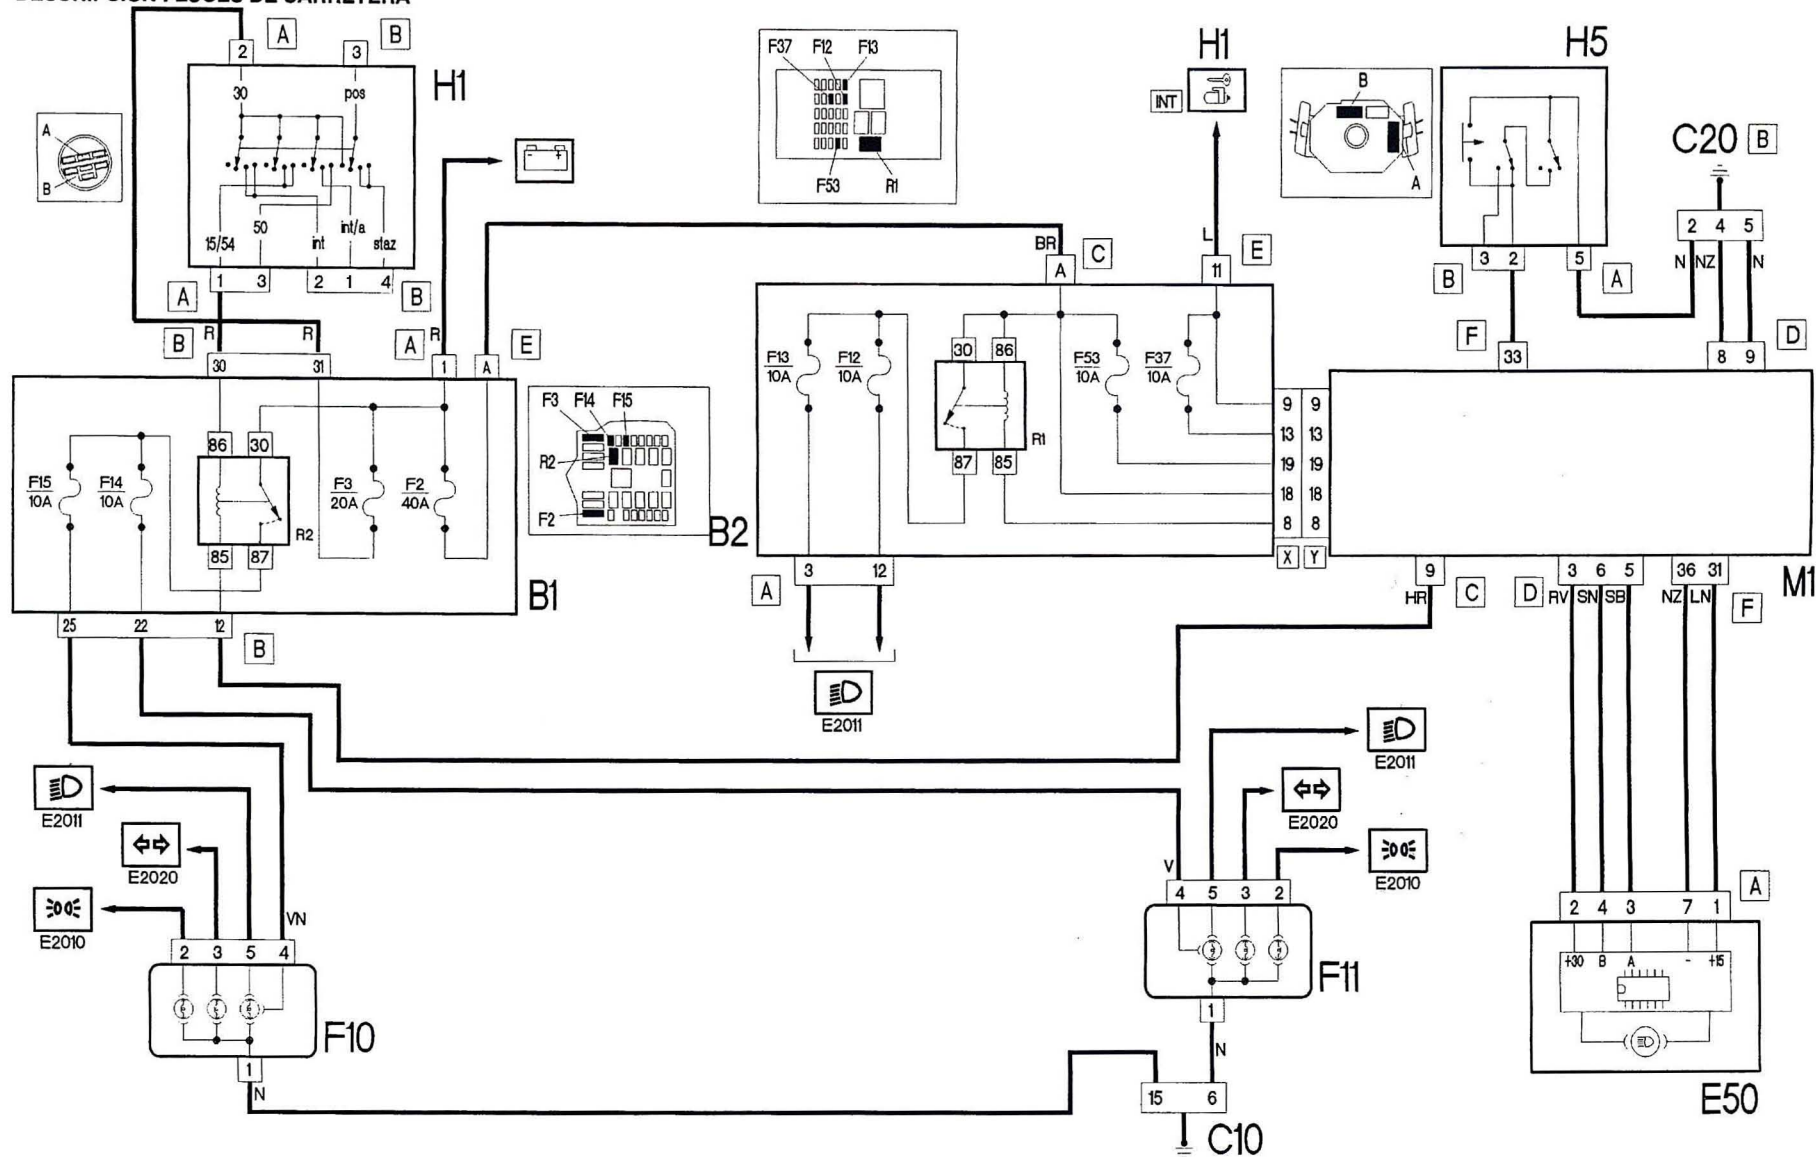 A
B
2
3
H1
30
pos
A
B
15/54
50
int
int/a
staz
1
3
2
1
4
A
B
F37
F12
F13
F53
R1
H1
INT
L
11
E
B
A
H5
3
2
5
B
A
C20
B
2
4
5
N
NZ
N
F
33
8
9
D
B
R
R
A
R
E
30
31
1
A
86
30
F15
10A
F14
10A
F3
20A
F2
40A
R2
85
87
B1
25
22
12
B
F3
F14
F15
R2
F2
B2
BR
C
A
F13
10A
F12
10A
30
86
R1
87
85
F53
10A
F37
10A
9
9
13
13
19
19
18
18
8
8
X
Y
A
3
12
E2011
M1
9
HR
C
D
3
6
5
RV
SN
SB
36
31
NZ
LN
F
E2011
E2020
E2010
VN
2
3
5
4
F10
1
N
E2011
E2020
E2010
V
4
5
3
2
F11
1
N
15
6
C10
A
2
4
3
7
1
+30
B
A
-
+15
E50